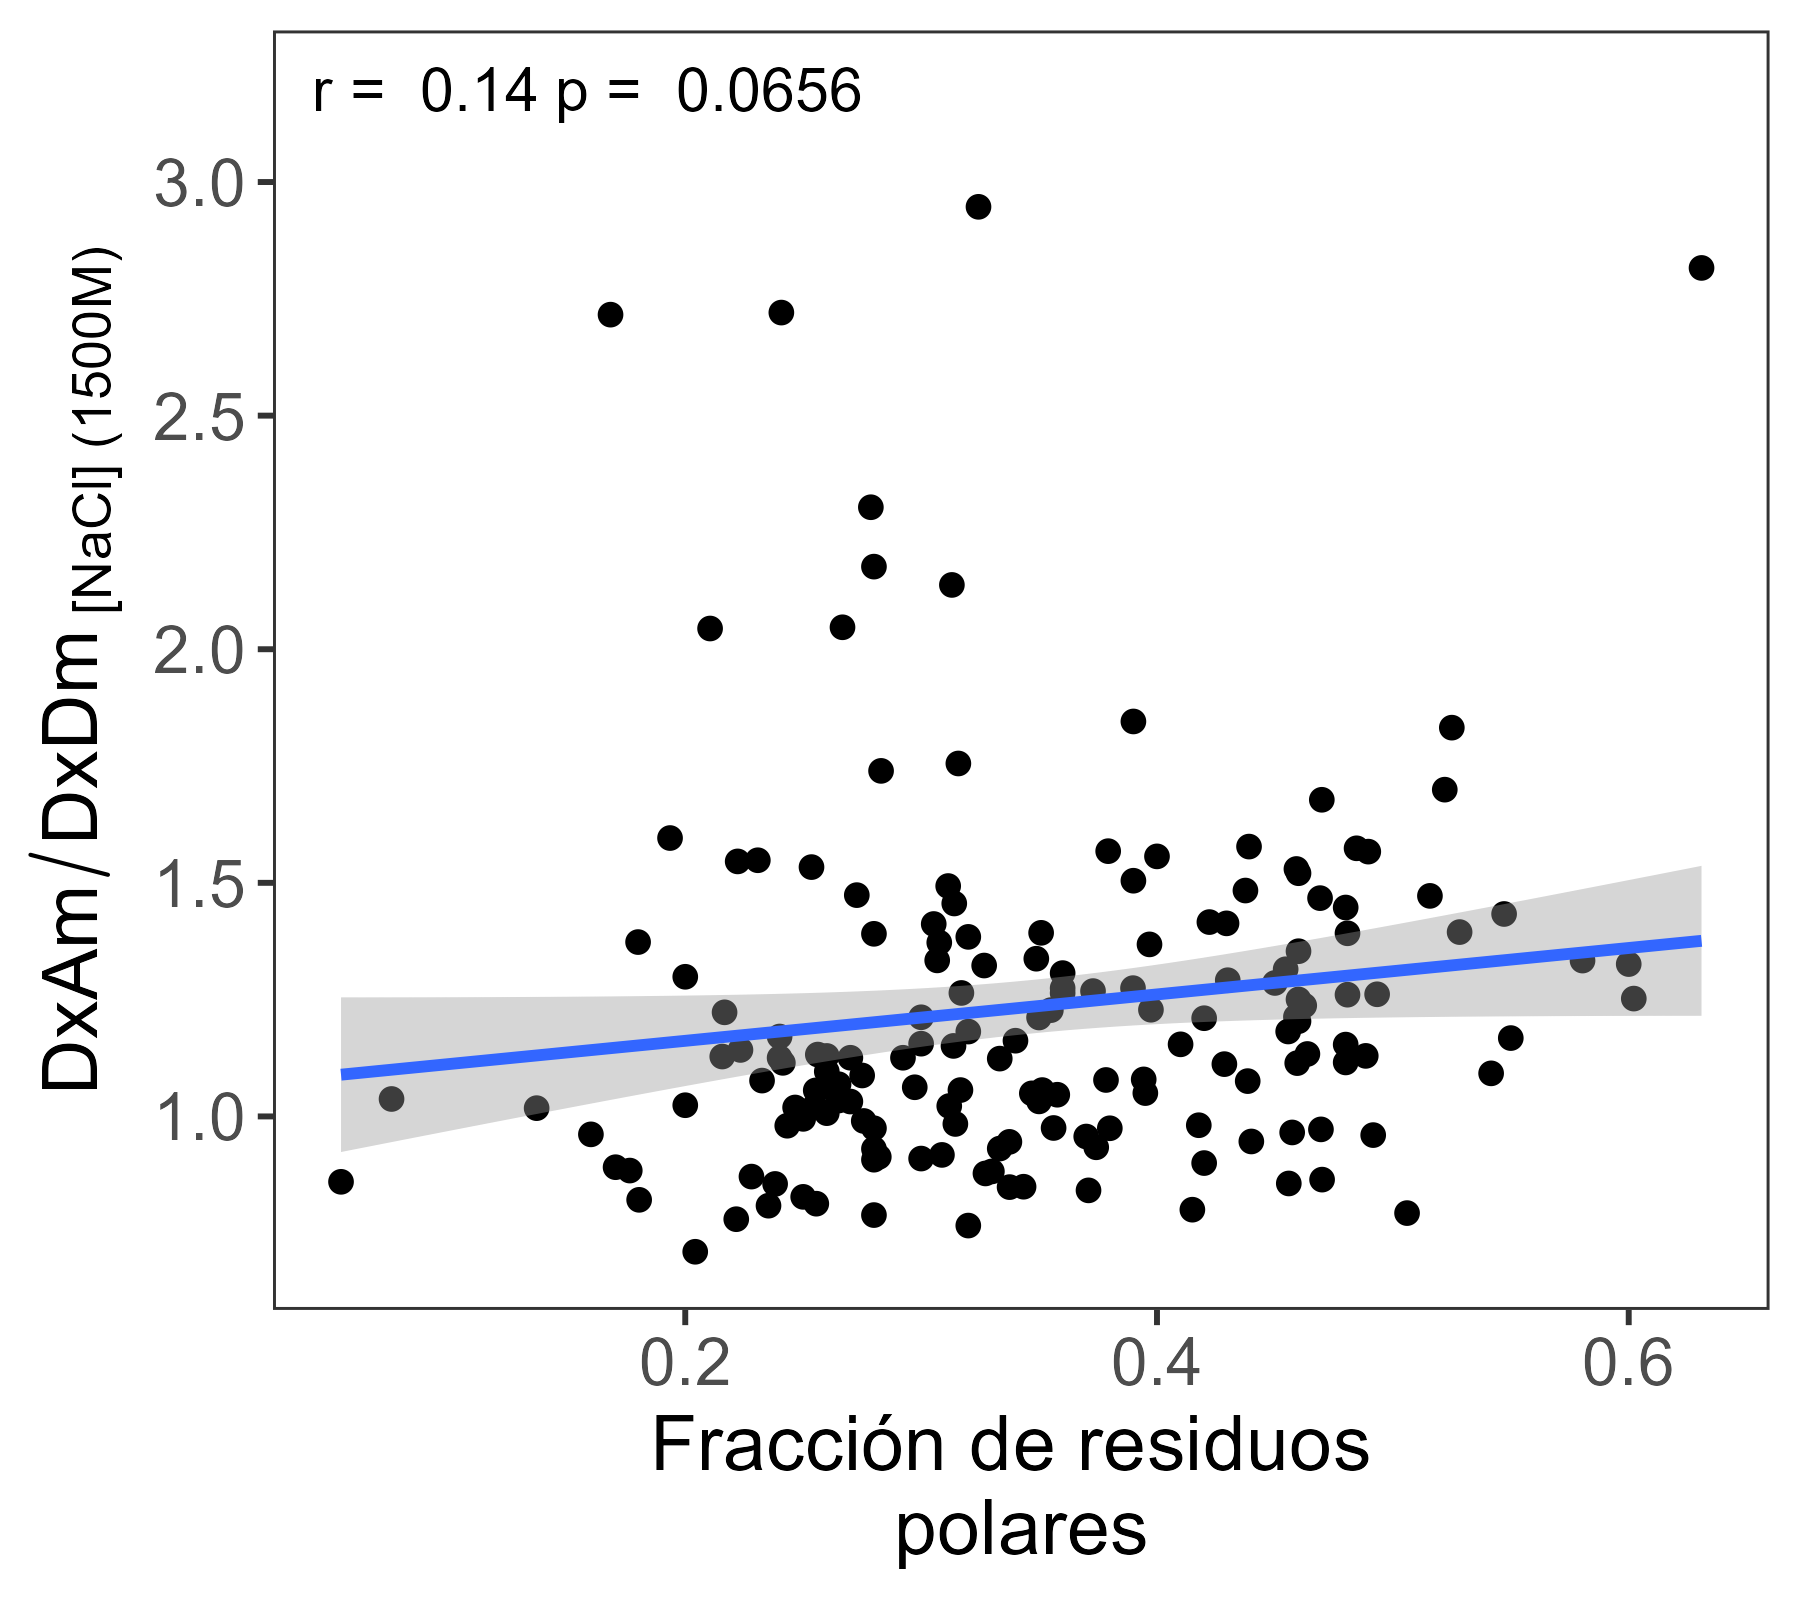 r = 0.14 p = 0.0656
DxAm/DxDm [NaCl] (1500M)
3.0
2.5
2.0
1.5
1.0
0.2 0.4 0.6
Fracción de residuos
polares